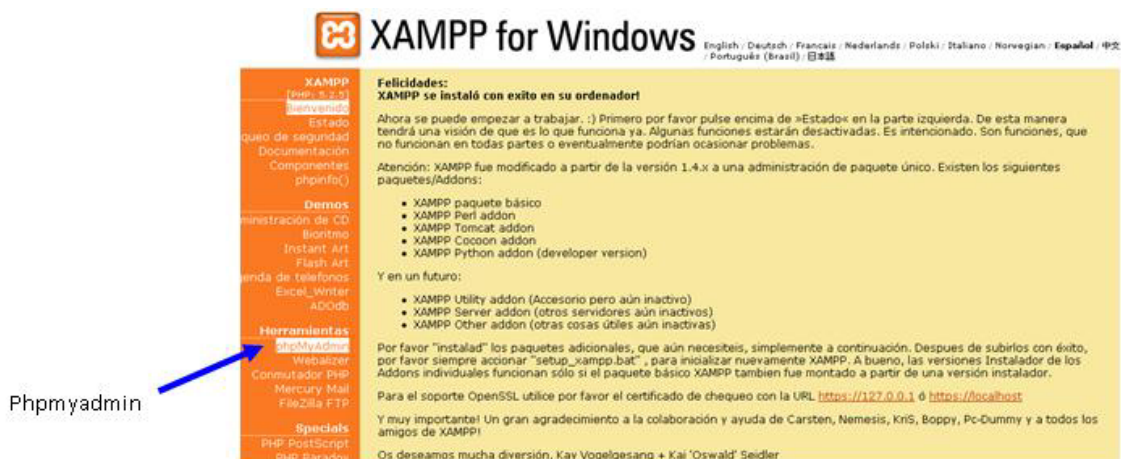 XAMPP for Windows
English / Deutsch / Francais / Nederlands / Polski / Italiano / Norwegian / Español / 中文
/ Português (Brasil) / 日本語
XAMPP
[PHP: 5.2.5]
Bienvenido
Estado
queo de seguridad
Documentación
Componentes
phpinfo()
Demos
ministración de CD
Bioritmo
Instant Art
Flash Art
enda de telefonos
Excel_Writer
ADOdb
Herramientas
phpMyAdmin
Webalizer
Conmutador PHP
Mercury Mail
FileZilla FTP
Specials
PHP PostScript
PHP Paradox
Phpmyadmin
Felicidades:
XAMPP se instaló con exito en su ordenador!
Ahora se puede empezar a trabajar. :) Primero por favor pulse encima de »Estado« en la parte izquierda. De esta manera
tendrá una visión de que es lo que funciona ya. Algunas funciones estarán desactivadas. Es intencionado. Son funciones, que
no funcionan en todas partes o eventualmente podrían ocasionar problemas.
Atención: XAMPP fue modificado a partir de la versión 1.4.x a una administración de paquete único. Existen los siguientes
paquetes/Addons:
• XAMPP paquete básico
• XAMPP Perl addon
• XAMPP Tomcat addon
• XAMPP Cocoon addon
• XAMPP Python addon (developer version)
Y en un futuro:
• XAMPP Utility addon (Accesorio pero aún inactivo)
• XAMPP Server addon (otros servidores aún inactivos)
• XAMPP Other addon (otras cosas útiles aún inactivas)
Por favor "instalad" los paquetes adicionales, que aún necesiteis, simplemente a continuación. Despues de subirlos con éxito,
por favor siempre accionar "setup_xampp.bat" , para inicializar nuevamente XAMPP. A bueno, las versiones Instalador de los
Addons individuales funcionan sólo si el paquete básico XAMPP tambien fue montado a partir de una versión instalador.
Para el soporte OpenSSL utilice por favor el certificado de chequeo con la URL https://127.0.0.1 ó https://localhost
Y muy importante! Un gran agradecimiento a la colaboración y ayuda de Carsten, Nemesis, KriS, Boppy, Pc-Dummy y a todos los
amigos de XAMPP!
Os deseamos mucha diversión, Kay Vogelgesang + Kai 'Oswald' Seidler